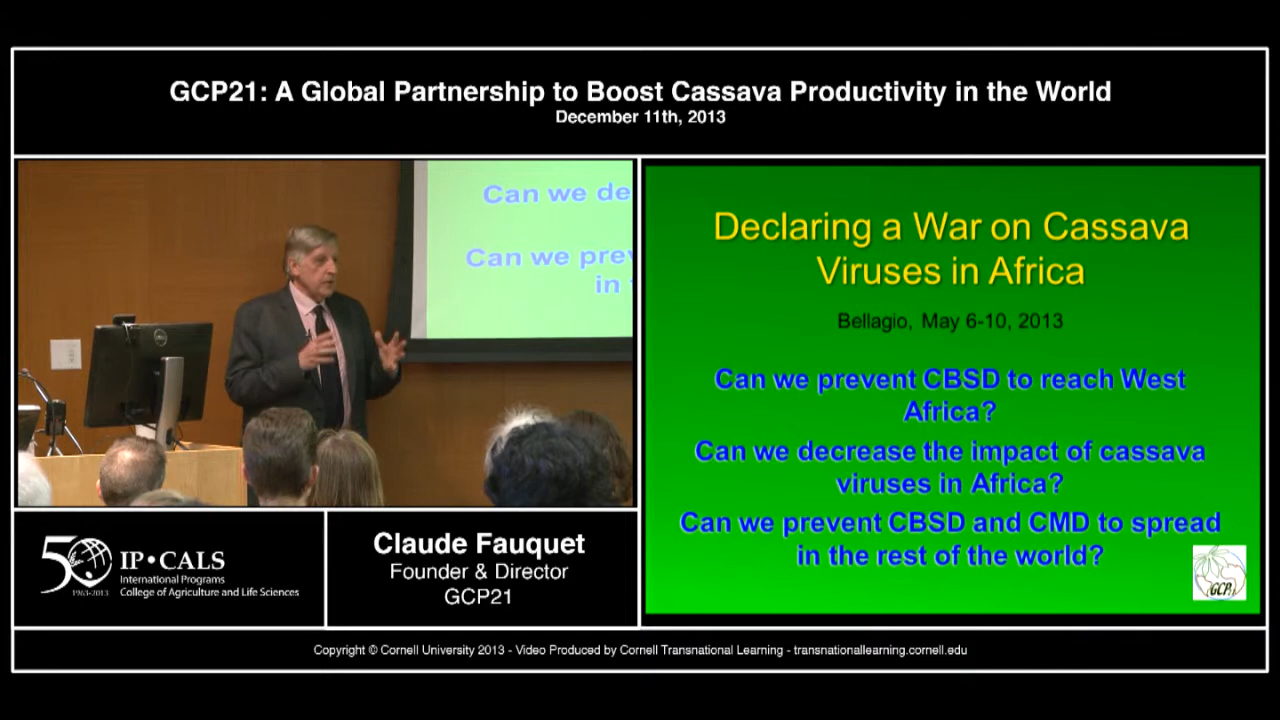 GCP21: A Global Partnership to Boost Cassava Productivity in the World
December 11th, 2013
Can we de
Can we prev
in
DELL
Declaring a War on Cassava
Viruses in Africa
Bellagio, May 6-10, 2013
Can we prevent CBSD to reach West
Africa?
Can we decrease the impact of cassava
viruses in Africa?
Can we prevent CBSD and CMD to spread
in the rest of the world?
GCP21
50
1963-2013
IP•CALS
International Programs
College of Agriculture and Life Sciences
Claude Fauquet
Founder & Director
GCP21
Copyright © Cornell University 2013 - Video Produced by Cornell Transnational Learning - transnationallearning.cornell.edu